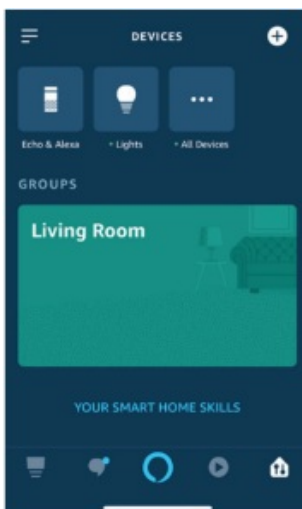 DEVICES
Echo & Alexa
• Lights
• All Devices
GROUPS
Living Room
YOUR SMART HOME SKILLS